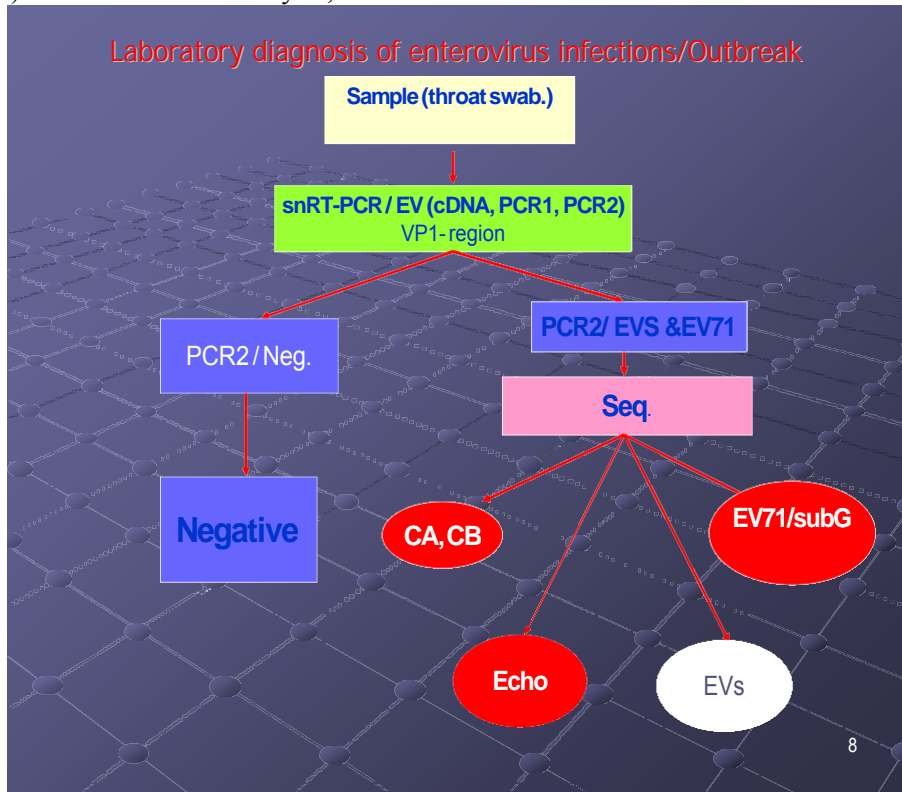 Laboratory diagnosis of enterovirus infections/Outbreak
Sample (throat swab.)
snRT-PCR / EV (cDNA, PCR1, PCR2)
VP1- region
PCR2 / Neg.
PCR2/ EVS &EV71
Seq.
Negative
CA, CB
EV71/subG
Echo
EVs
8